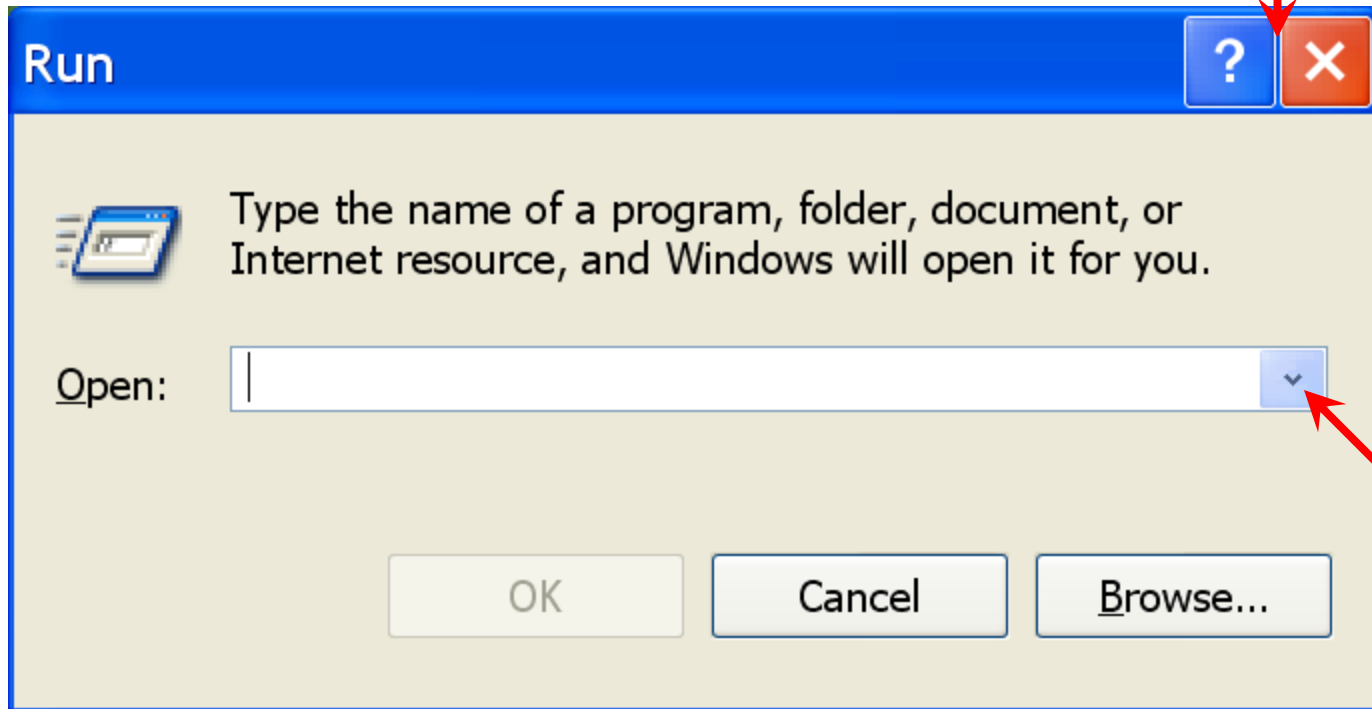 Run
?
Type the name of a program, folder, document, or
Internet resource, and Windows will open it for you.
Open:
OK
Cancel
Browse...